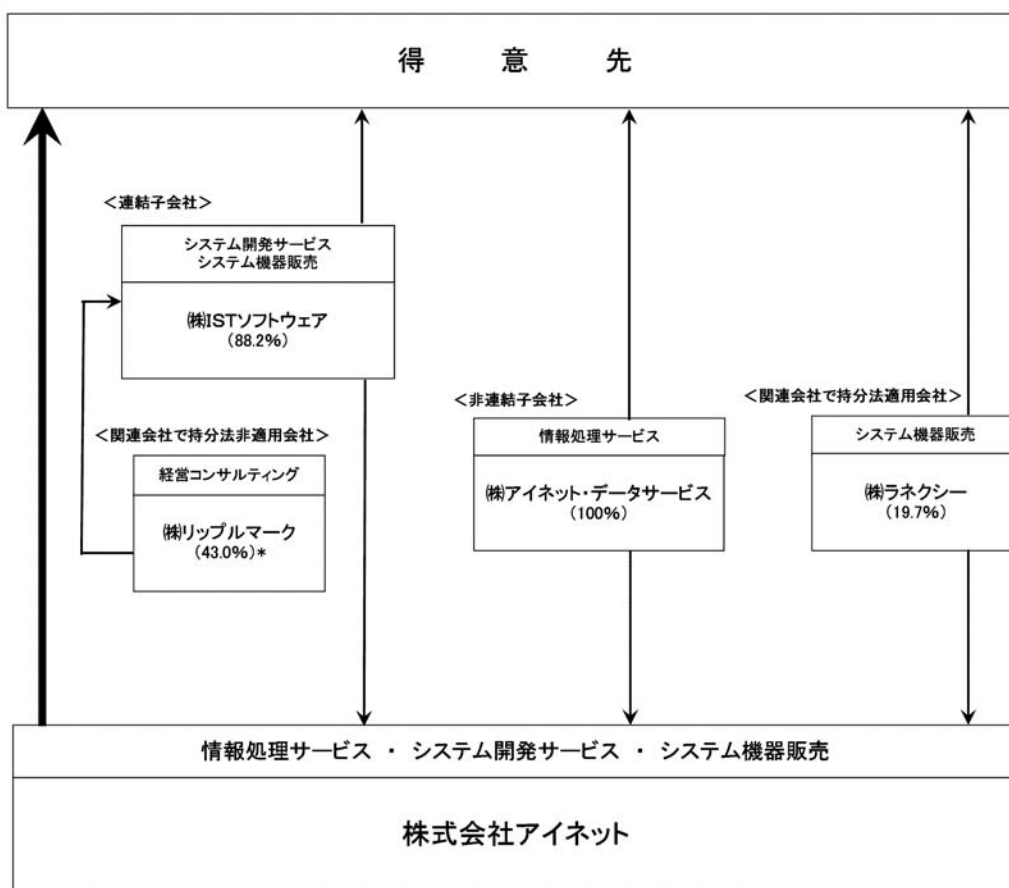 得意先
＜連結子会社＞
システム開発サービス
システム機器販売
㈱ISTソフトウェア
(88.2%)
＜関連会社で持分法非適用会社＞
経営コンサルティング
㈱リップルマーク
(43.0%)*
＜非連結子会社＞
情報処理サービス
㈱アイネット・データサービス
(100%)
＜関連会社で持分法適用会社＞
システム機器販売
㈱ラネクシー
(19.7%)
情報処理サービス ・ システム開発サービス ・ システム機器販売
株式会社アイネット